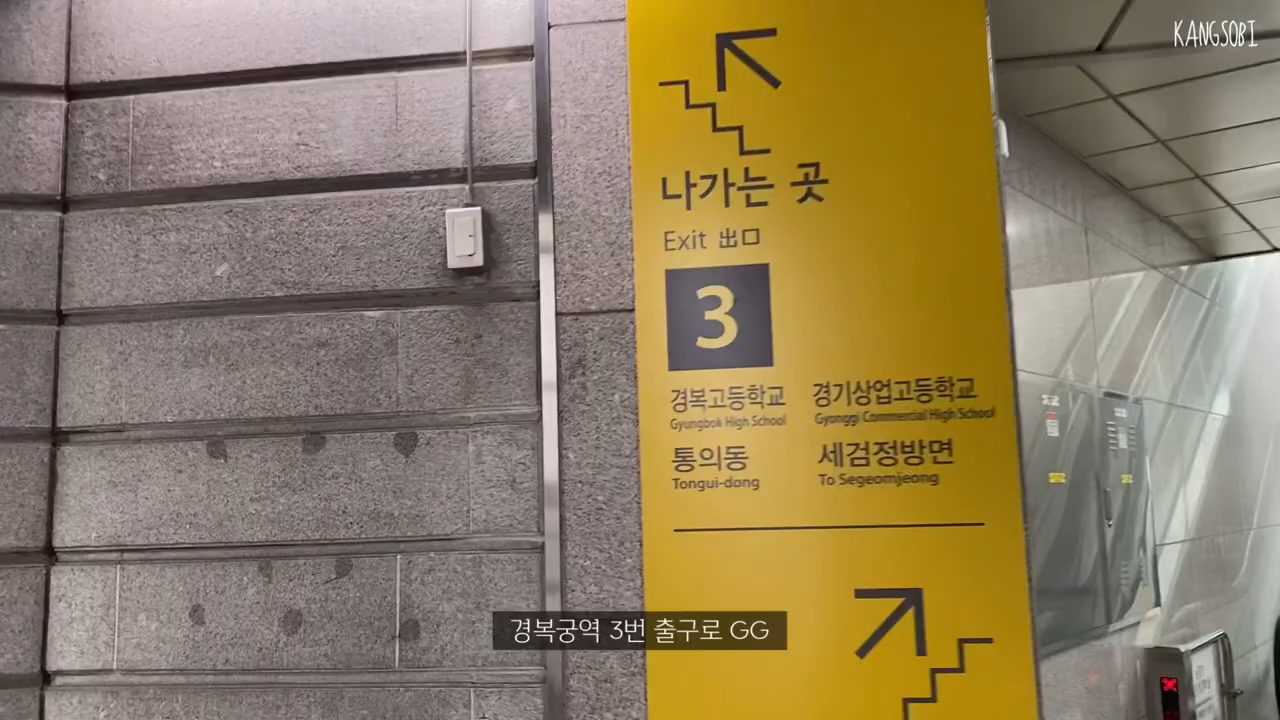 KANGSOBI
나가는 곳
Exit 出口
3
경복고등학교 경기상업고등학교
Gyungbok High School Gyonggi Commercial High School
통의동 세검정방면
Tongui-dong To Segeomjeong
경복궁역 3번 출구로 GG